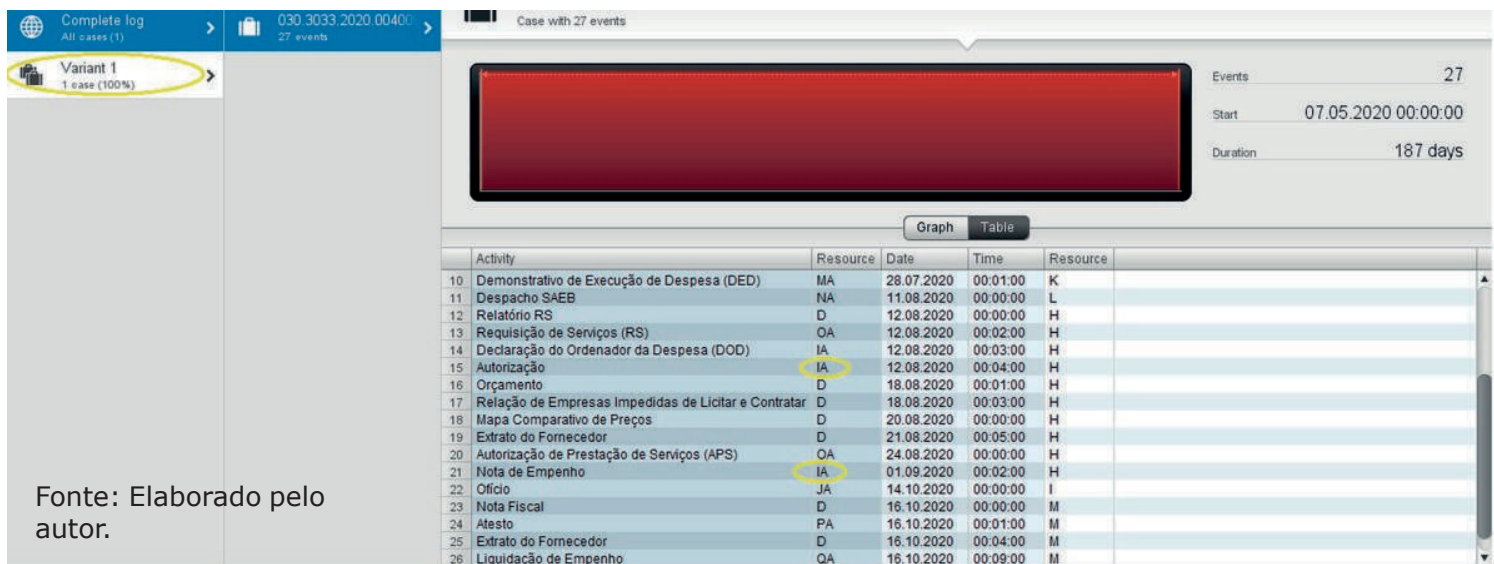 Complete log
All cases (1)
030.3033.2020.00400
27 events
Case with 27 events
Variant 1
1 case (100%)
Events 27
Start 07.05.2020 00:00:00
Duration 187 days
Graph Table
Activity Resource Date Time Resource
10 Demonstrativo de Execução de Despesa (DED) MA 28.07.2020 00:01:00 K
11 Despacho SAEB NA 11.08.2020 00:00:00 L
12 Relatório RS D 12.08.2020 00:00:00 H
13 Requisição de Serviços (RS) OA 12.08.2020 00:02:00 H
14 Declaração do Ordenador da Despesa (DOD) IA 12.08.2020 00:03:00 H
15 Autorização IA 12.08.2020 00:04:00 H
16 Orçamento D 18.08.2020 00:01:00 H
17 Relação de Empresas Impedidas de Licitar e Contratar D 18.08.2020 00:03:00 H
18 Mapa Comparativo de Preços D 20.08.2020 00:00:00 H
19 Extrato do Fornecedor D 21.08.2020 00:05:00 H
20 Autorização de Prestação de Serviços (APS) OA 24.08.2020 00:00:00 H
21 Nota de Empenho IA 01.09.2020 00:02:00 H
22 Ofício JA 14.10.2020 00:00:00 I
23 Nota Fiscal D 16.10.2020 00:00:00 M
24 Atesto PA 16.10.2020 00:01:00 M
25 Extrato do Fornecedor D 16.10.2020 00:04:00 M
26 Liquidação de Empenho QA 16.10.2020 00:09:00 M
Fonte: Elaborado pelo
autor.